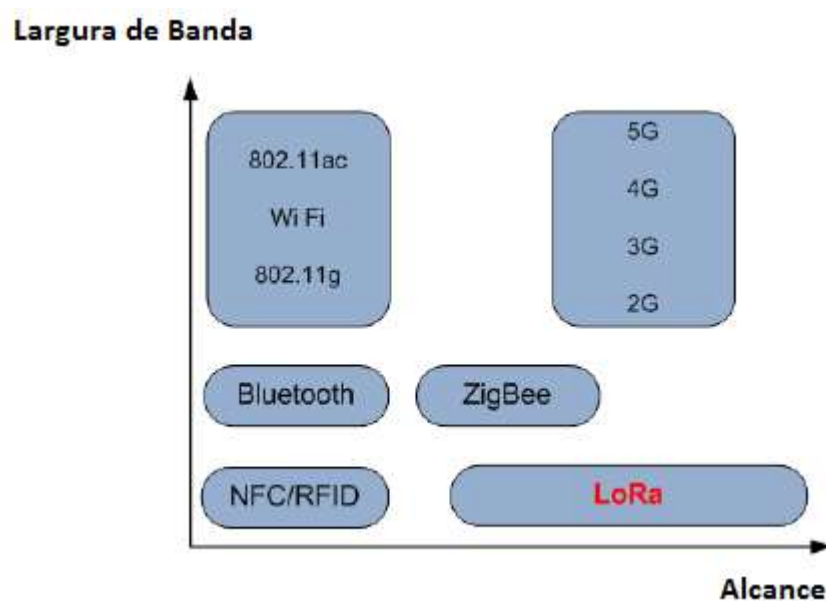 Largura de Banda
802.11ac
Wi Fi
802.11g
5G
4G
3G
2G
Bluetooth
ZigBee
NFC/RFID
LoRa
Alcance